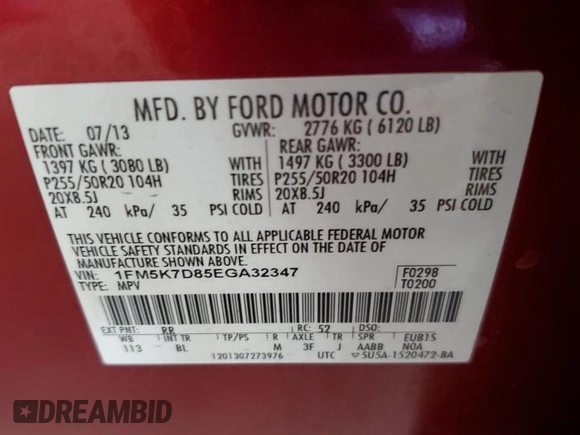 MFD. BY FORD MOTOR CO.
DATE: 07/13 GVWR: 2776 KG ( 6120 LB)
FRONT GAWR: REAR GAWR:
1397 KG ( 3080 LB) WITH 1497 KG ( 3300 LB) WITH
P255/50R20 104H TIRES P255/50R20 104H TIRES
20X8.5J RIMS 20X8.5J RIMS
AT 240 kPa/ 35 PSI COLD AT 240 kPa/ 35 PSI COLD
THIS VEHICLE CONFORMS TO ALL APPLICABLE FEDERAL MOTOR
VEHICLE SAFETY STANDARDS IN EFFECT ON THE DATE OF
MANUFACTURE SHOWN ABOVE.
VIN: 1FM5K7D85EGA32347 F0298
TYPE: MPV T0200
EXT PNT: RR RC: 52 DSO:
WB INT TR TP/PS R AXLE TR SPR EUB1S
113 BL M 3F J AABB N0A
1201307273976 UTC ▽5U5A-1520472-BA
DREAMBID